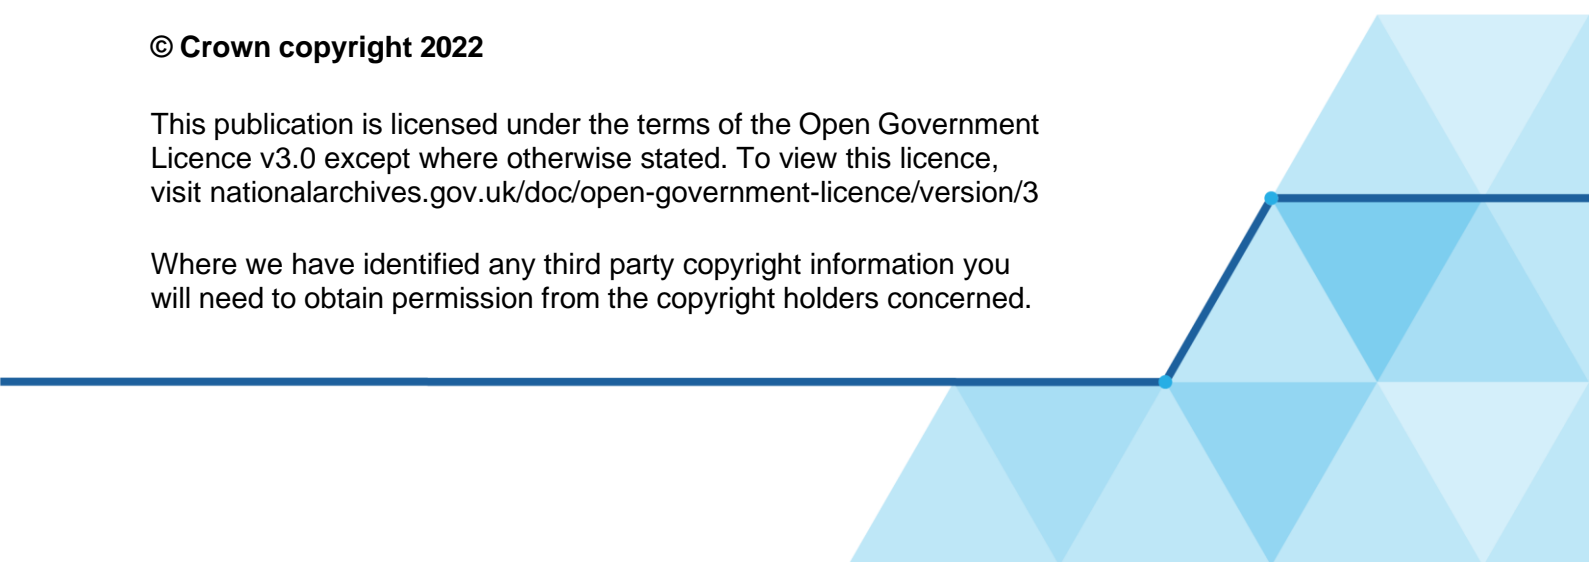 © Crown copyright 2022
This publication is licensed under the terms of the Open Government
Licence v3.0 except where otherwise stated. To view this licence,
visit nationalarchives.gov.uk/doc/open-government-licence/version/3
Where we have identified any third party copyright information you
will need to obtain permission from the copyright holders concerned.